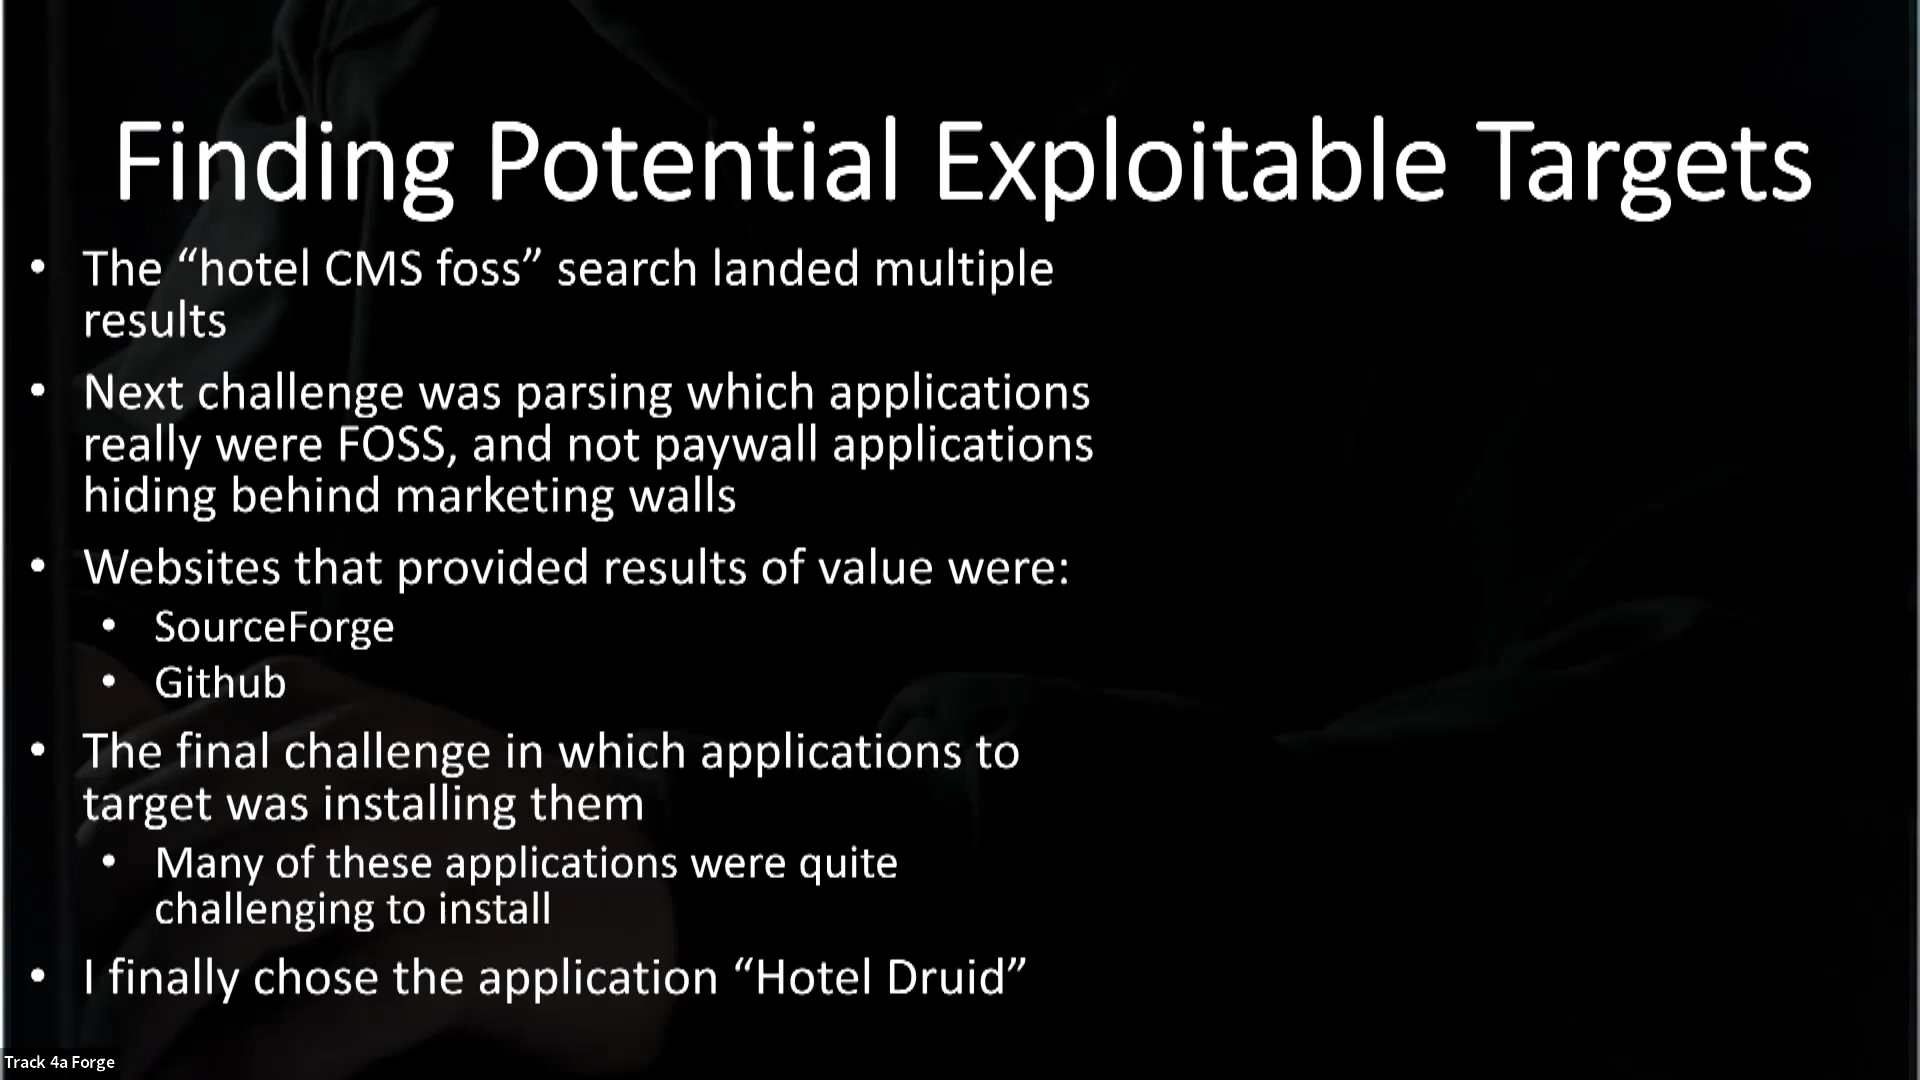 Finding Potential Exploitable Targets
• The “hotel CMS foss” search landed multiple
results
• Next challenge was parsing which applications
really were FOSS, and not paywall applications
hiding behind marketing walls
• Websites that provided results of value were:
• SourceForge
• Github
• The final challenge in which applications to
target was installing them
• Many of these applications were quite
challenging to install
• I finally chose the application “Hotel Druid”
Track 4a Forge